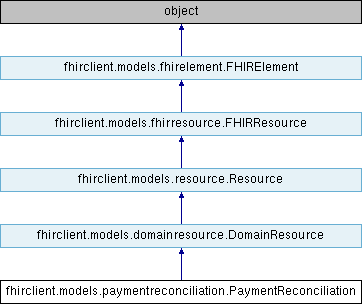 object
fhirclient.models.fhirelement.FHIRElement
fhirclient.models.fhirresource.FHIRResource
fhirclient.models.resource.Resource
fhirclient.models.domainresource.DomainResource
fhirclient.models.paymentreconciliation.PaymentReconciliation